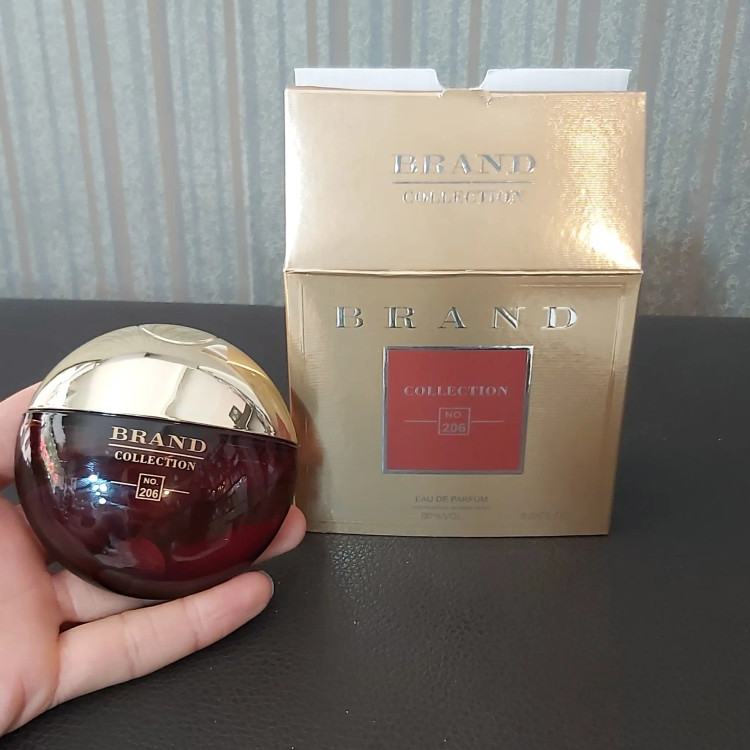 BRAND
COLLECTION
BRAND
COLLECTION
NO.
206
EAU DE PARFUM
BRAND
COLLECTION
NO.
206